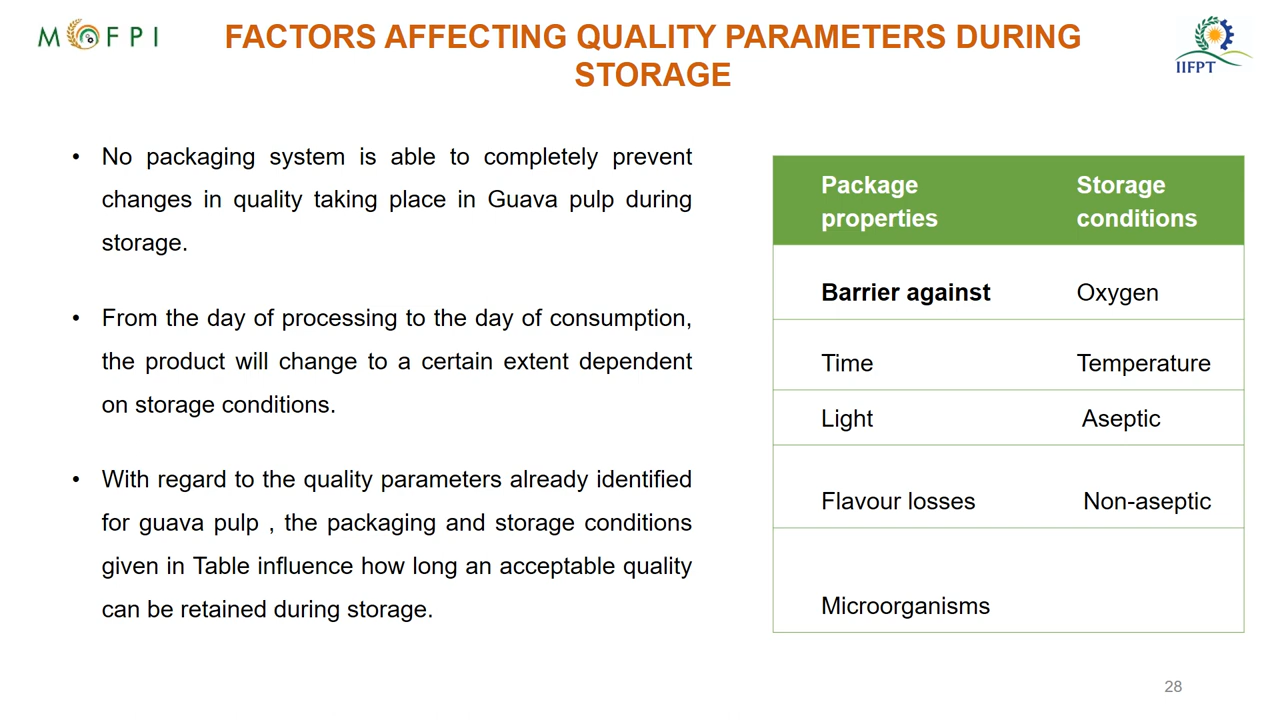 MOFPI
FACTORS AFFECTING QUALITY PARAMETERS DURING
STORAGE
IIFPT
• No packaging system is able to completely prevent
changes in quality taking place in Guava pulp during
storage.
• From the day of processing to the day of consumption,
the product will change to a certain extent dependent
on storage conditions.
• With regard to the quality parameters already identified
for guava pulp , the packaging and storage conditions
given in Table influence how long an acceptable quality
can be retained during storage.
Package properties Storage conditions
Barrier against Oxygen
Time Temperature
Light Aseptic
Flavour losses Non-aseptic
Microorganisms
28